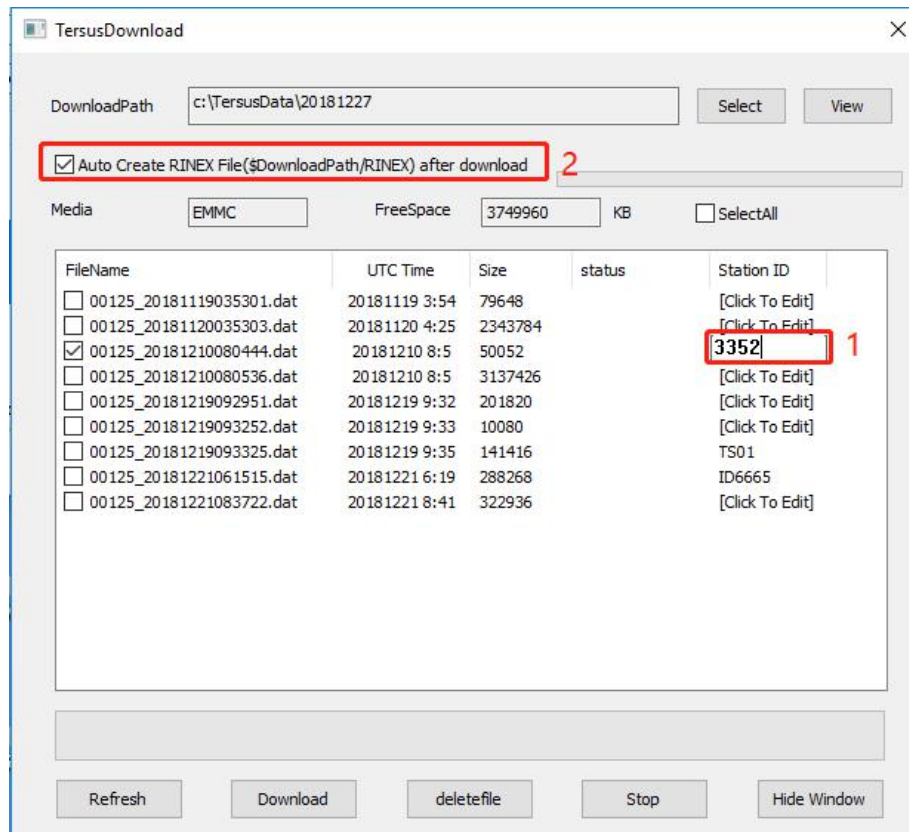 TersusDownload
DownloadPath c:\TersusData\20181227 Select View
Auto Create RINEX File($DownloadPath/RINEX) after download 2
Media EMMC FreeSpace 3749960 KB SelectAll
FileName UTC Time Size status Station ID
00125_20181119035301.dat 20181119 3:54 79648 [Click To Edit]
00125_20181120035303.dat 20181120 4:25 2343784 [Click To Edit]
00125_20181210080444.dat 20181210 8:5 50052 3352 1
00125_20181210080536.dat 20181210 8:5 3137426 [Click To Edit]
00125_20181219092951.dat 20181219 9:32 201820 [Click To Edit]
00125_20181219093252.dat 20181219 9:33 10080 [Click To Edit]
00125_20181219093325.dat 20181219 9:35 141416 TS01
00125_20181221061515.dat 20181221 6:19 288268 ID6665
00125_20181221083722.dat 20181221 8:41 322936 [Click To Edit]
Refresh Download deletefile Stop Hide Window